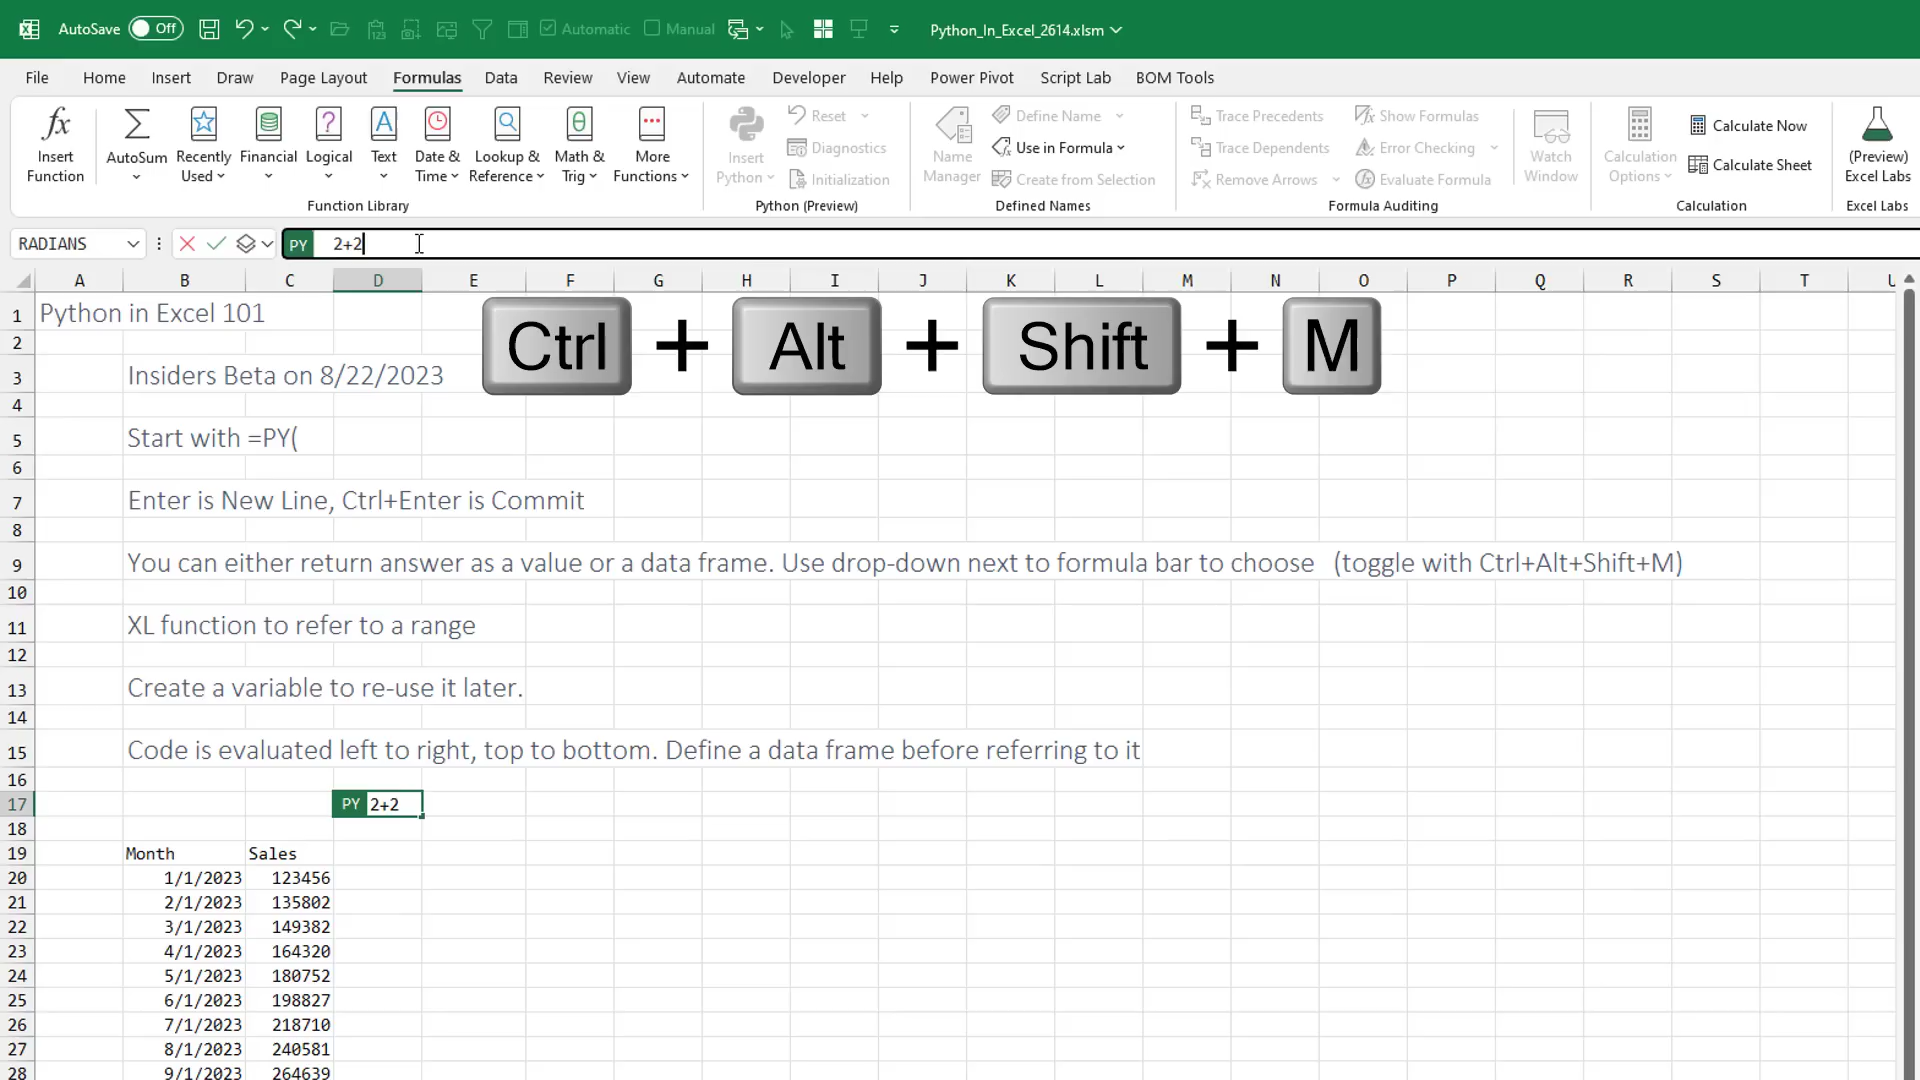 AutoSave Off Automatic Manual Python_In_Excel_2614.xlsm
File Home Insert Draw Page Layout Formulas Data Review View Automate Developer Help Power Pivot Script Lab BOM Tools
Insert Function AutoSum Recently Used Financial Logical Text Date & Time Lookup & Reference Math & Trig More Functions
Function Library
Insert Python Reset Diagnostics Initialization
Python (Preview)
Name Manager Define Name Use in Formula Create from Selection
Defined Names
Trace Precedents Trace Dependents Remove Arrows Show Formulas Error Checking Evaluate Formula
Formula Auditing
Watch Window
Calculation Options Calculate Now Calculate Sheet
Calculation
(Preview) Excel Labs
Excel Labs
RADIANS PY 2+2
A B C D E F G H I J K L M N O P Q R S T U
Ctrl + Alt + Shift + M
1 Python in Excel 101
2
3 Insiders Beta on 8/22/2023
4
5 Start with =PY(
6
7 Enter is New Line, Ctrl+Enter is Commit
8
9 You can either return answer as a value or a data frame. Use drop-down next to formula bar to choose (toggle with Ctrl+Alt+Shift+M)
10
11 XL function to refer to a range
12
13 Create a variable to re-use it later.
14
15 Code is evaluated left to right, top to bottom. Define a data frame before referring to it
16
17 PY 2+2
18
19 Month Sales
20 1/1/2023 123456
21 2/1/2023 135802
22 3/1/2023 149382
23 4/1/2023 164320
24 5/1/2023 180752
25 6/1/2023 198827
26 7/1/2023 218710
27 8/1/2023 240581
28 9/1/2023 264639